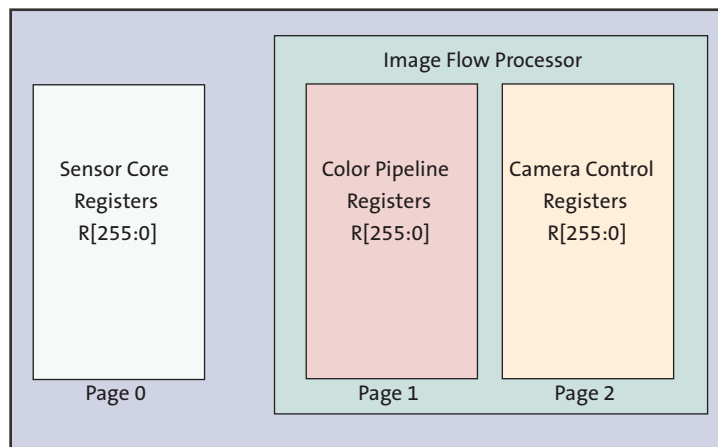 Image Flow Processor
Sensor Core
Registers
R[255:0]
Color Pipeline
Registers
R[255:0]
Camera Control
Registers
R[255:0]
Page 0
Page 1
Page 2